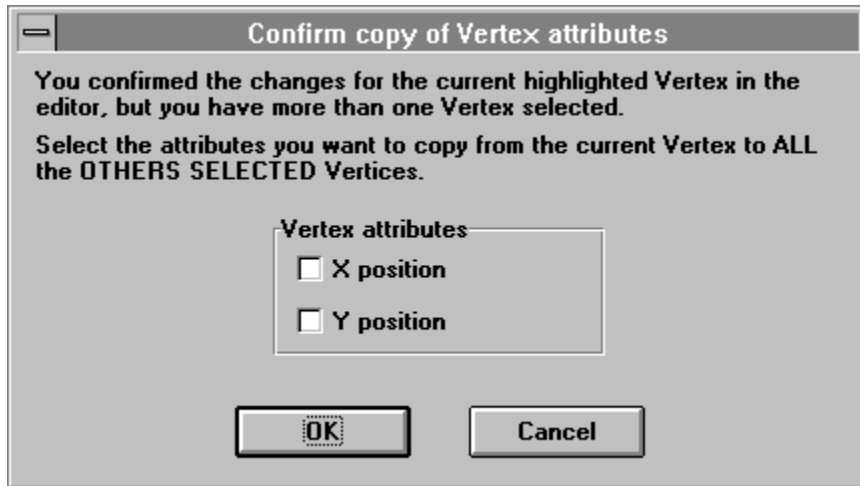 Confirm copy of Vertex attributes
You confirmed the changes for the current highlighted Vertex in the
editor, but you have more than one Vertex selected.
Select the attributes you want to copy from the current Vertex to ALL
the OTHERS SELECTED Vertices.
Vertex attributes
X position
Y position
OK
Cancel